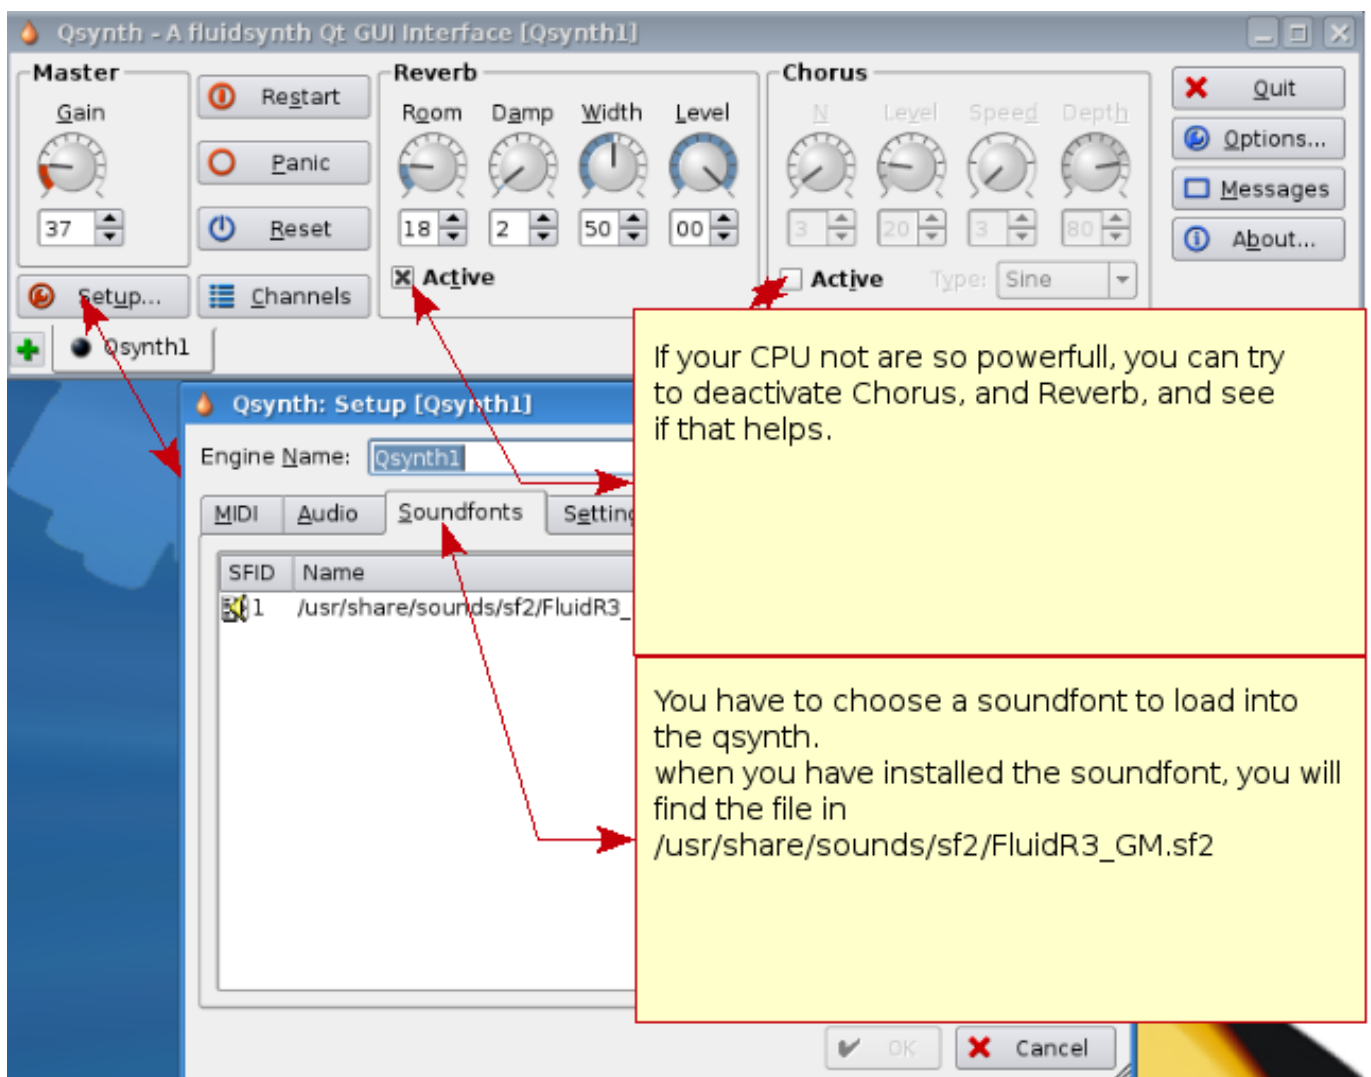 Qsynth - A fluidsynth Qt GUI Interface [Qsynth1]
Master
Gain
37
Setup...
Restart
Panic
Reset
Channels
Reverb
Room Damp Width Level
18 2 50 00
Active
Chorus
N Level Speed Depth
3 20 3 80
Active Type: Sine
Quit
Options...
Messages
About...
Qsynth1
If your CPU not are so powerfull, you can try
to deactivate Chorus, and Reverb, and see
if that helps.
Qsynth: Setup [Qsynth1]
Engine Name: Qsynth1
MIDI Audio Soundfonts
SFID Name
1 /usr/share/sounds/sf2/FluidR3_
You have to choose a soundfont to load into
the qsynth.
when you have installed the soundfont, you will
find the file in
/usr/share/sounds/sf2/FluidR3_GM.sf2
OK Cancel